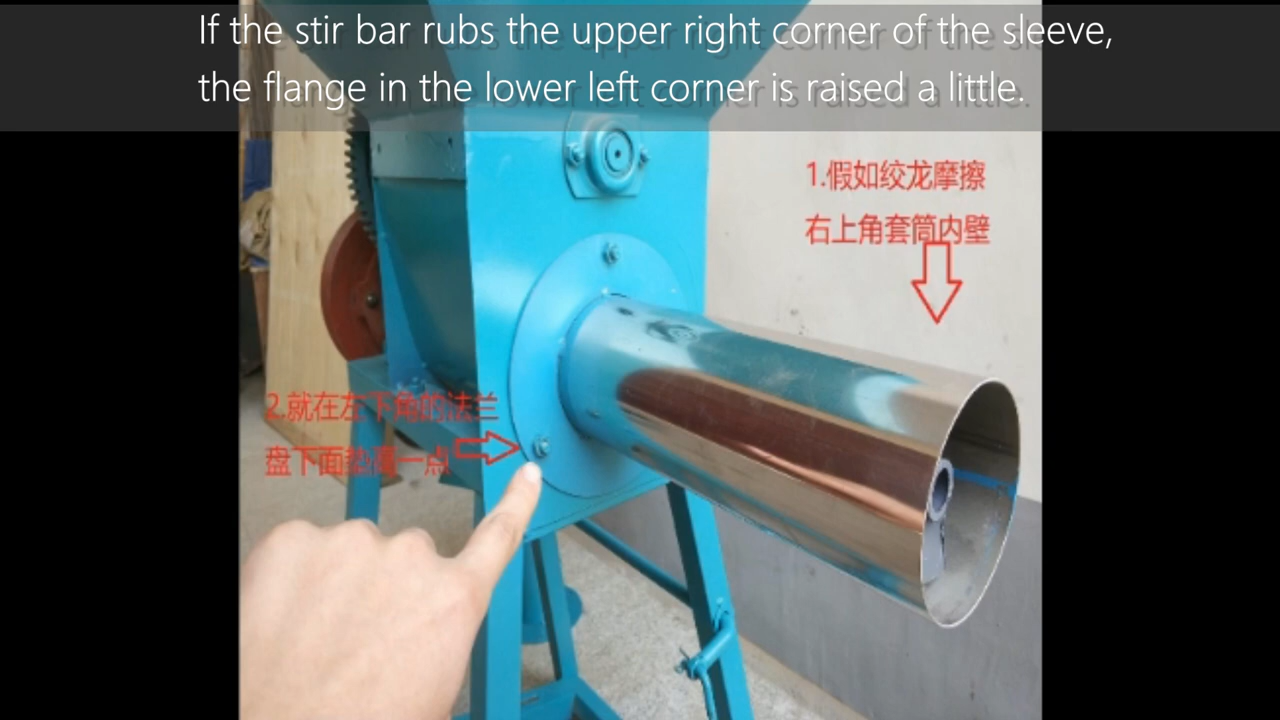 If the stir bar rubs the upper right corner of the sleeve,
the flange in the lower left corner is raised a little.
1.假如绞龙摩擦
右上角套筒内壁
2.就在左下角的法兰
盘下面垫高一点